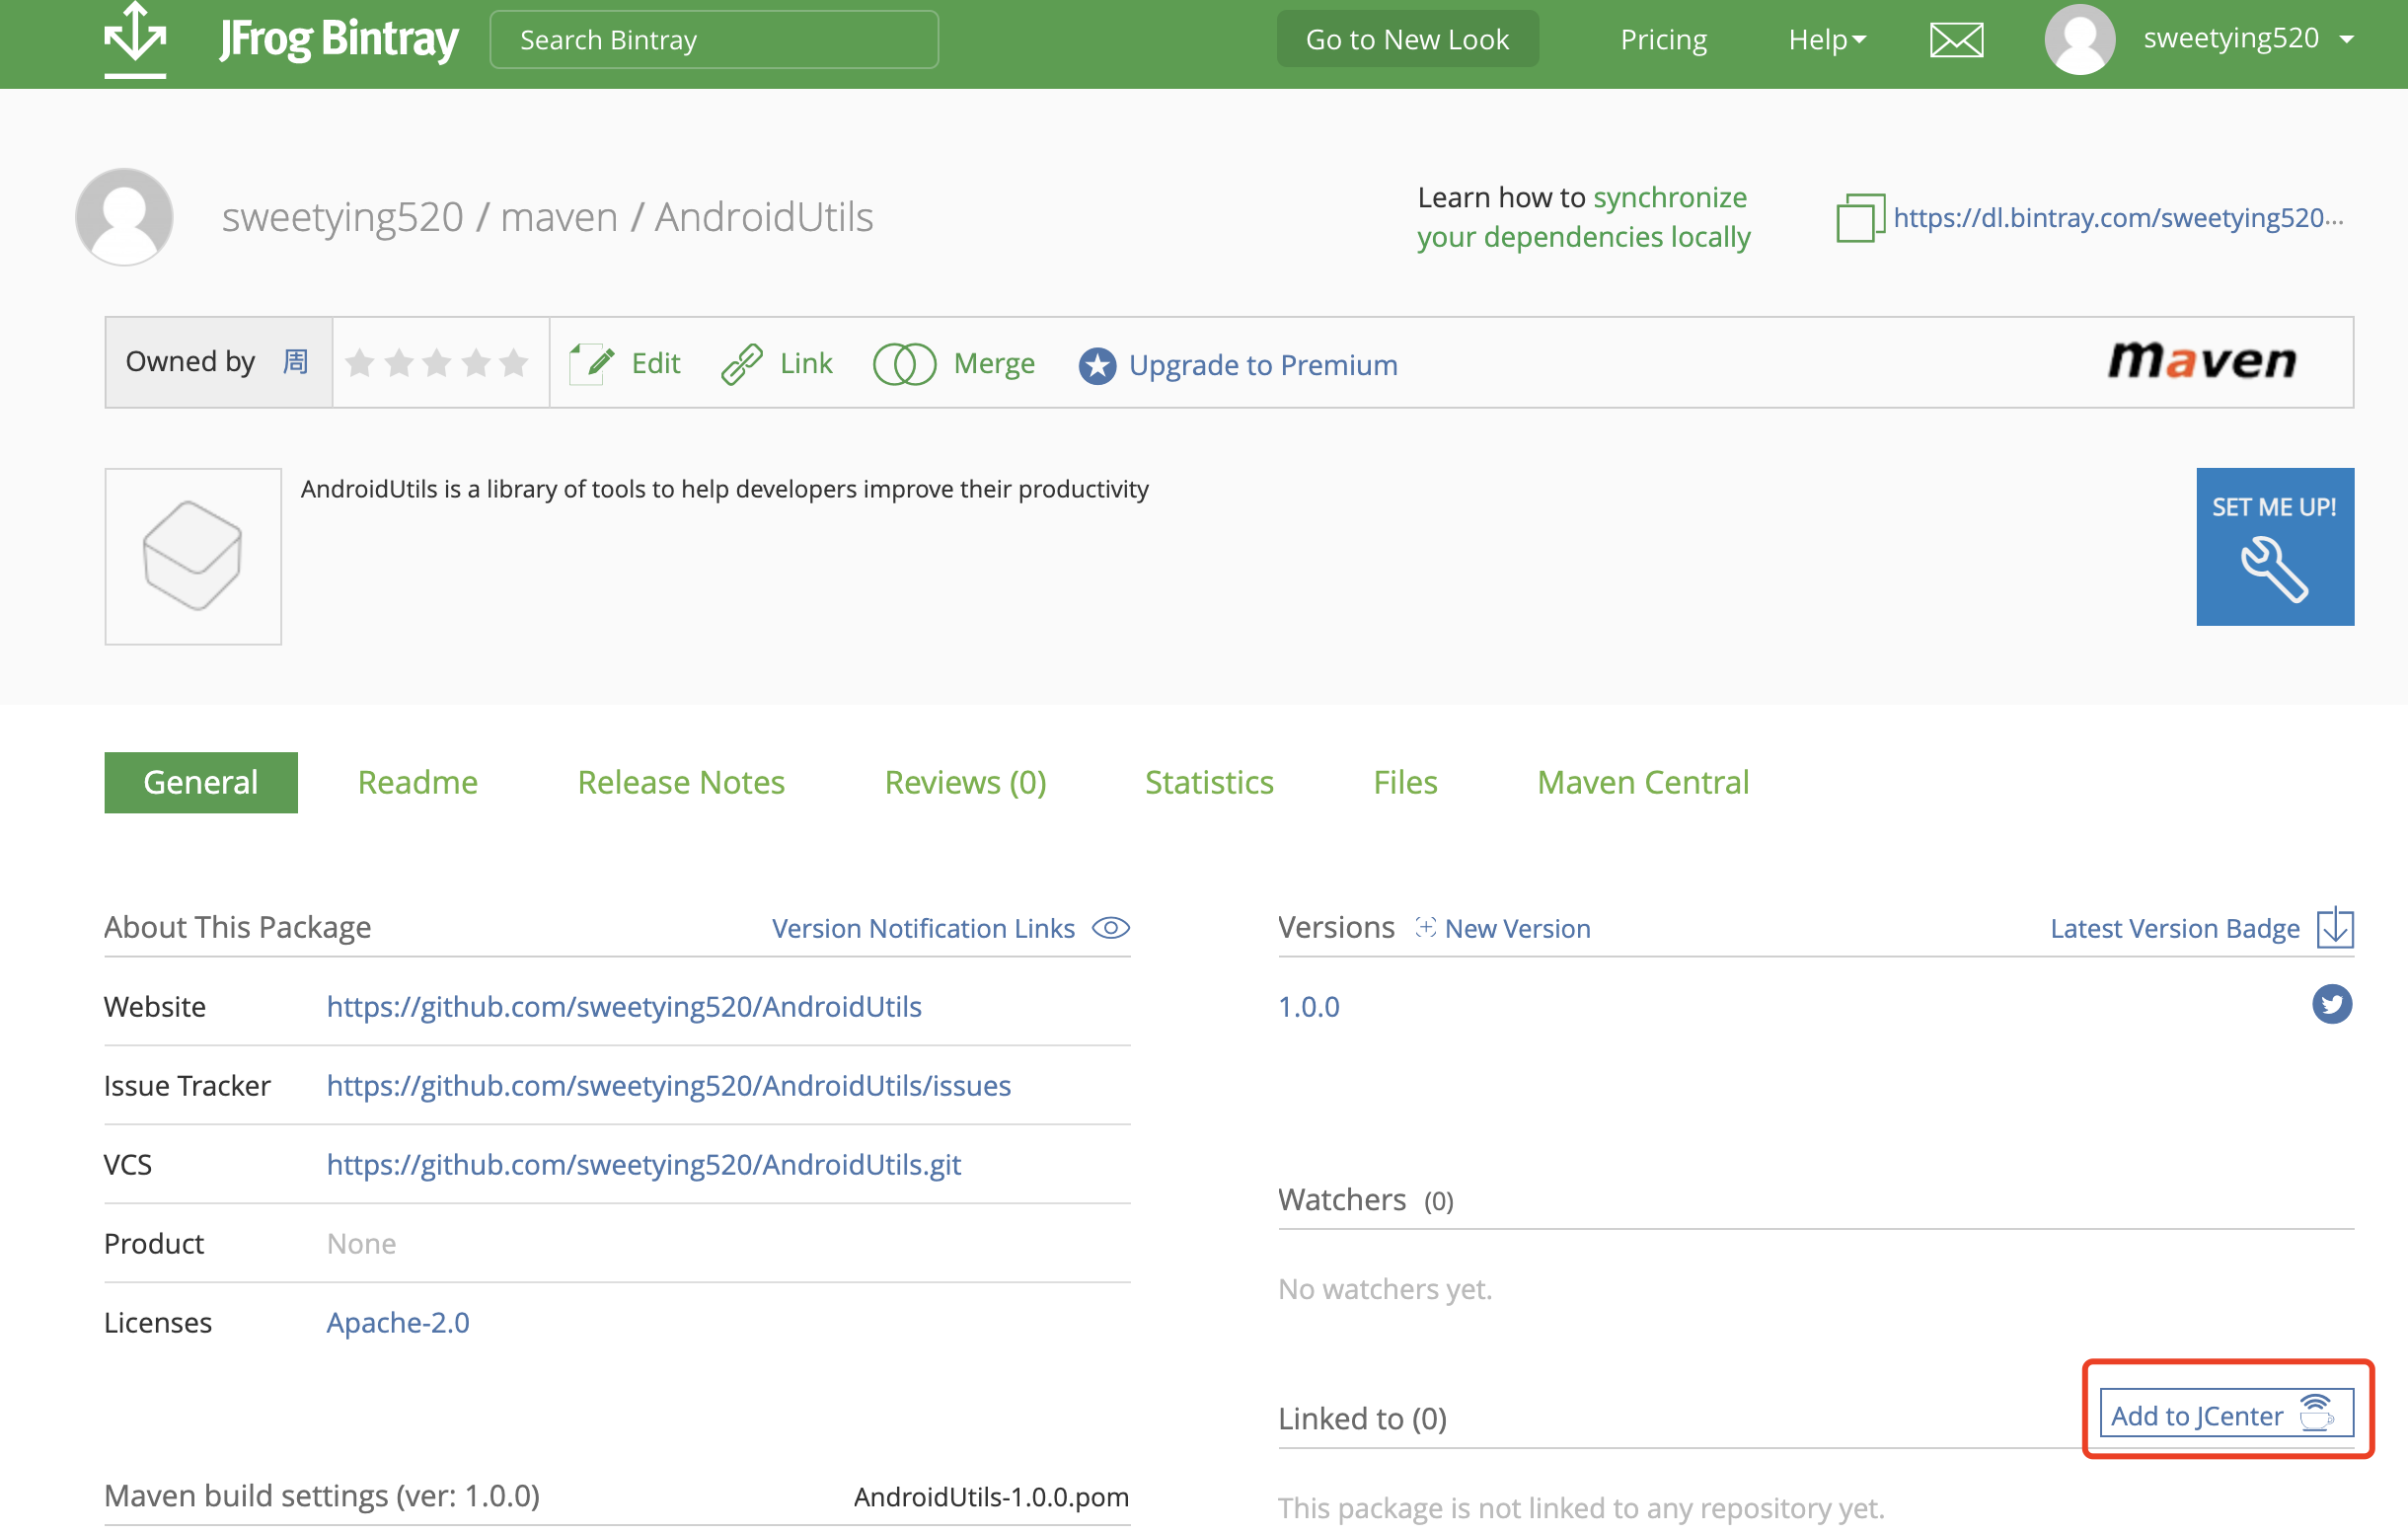 JFrog Bintray
Search Bintray
Go to New Look
Pricing
Help
sweetying520
sweetying520 / maven / AndroidUtils
Learn how to synchronize
your dependencies locally
https://dl.bintray.com/sweetying520...
Owned by 周
Edit
Link
Merge
Upgrade to Premium
maven
AndroidUtils is a library of tools to help developers improve their productivity
SET ME UP!
General
Readme
Release Notes
Reviews (0)
Statistics
Files
Maven Central
About This Package
Version Notification Links
Website
https://github.com/sweetying520/AndroidUtils
Issue Tracker
https://github.com/sweetying520/AndroidUtils/issues
VCS
https://github.com/sweetying520/AndroidUtils.git
Product
None
Licenses
Apache-2.0
Maven build settings (ver: 1.0.0)
AndroidUtils-1.0.0.pom
Versions
New Version
Latest Version Badge
1.0.0
Watchers (0)
No watchers yet.
Linked to (0)
Add to JCenter
This package is not linked to any repository yet.